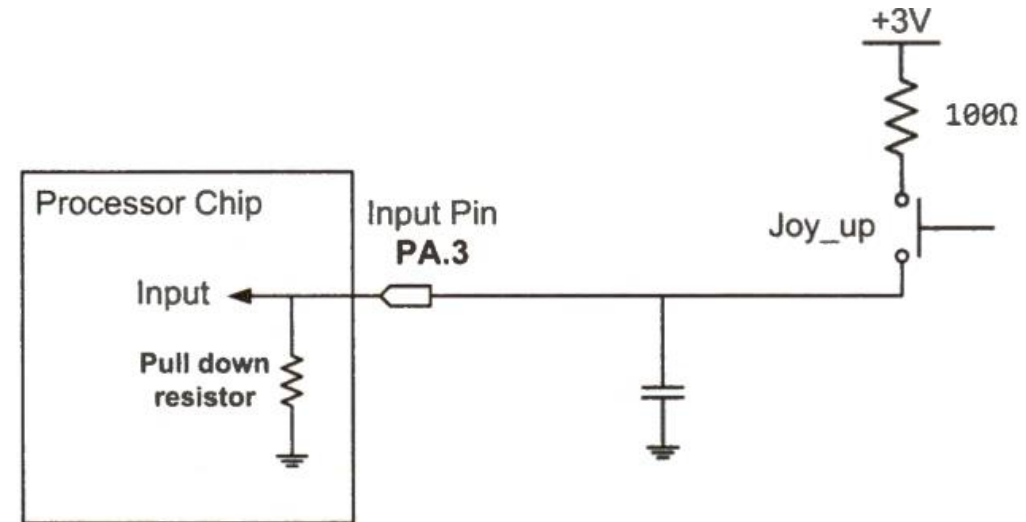 +3V
100Ω
Processor Chip
Input Pin
PA.3
Joy_up
Input
Pull down
resistor